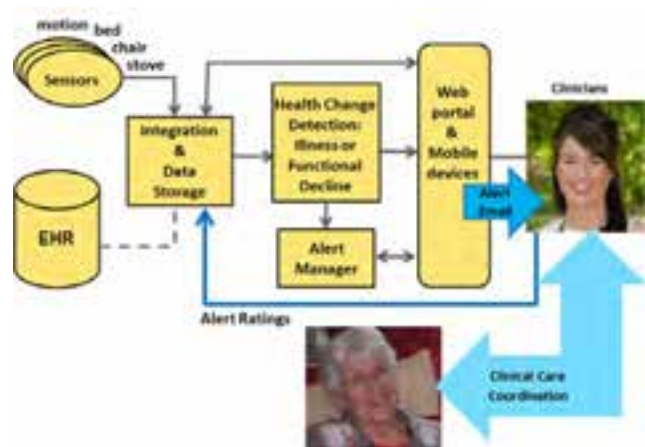 motion
bed
chair
stove
Sensors
Integration
&
Data
Storage
EHR
Health Change
Detection:
Illness or
Functional
Decline
Alert
Manager
Web
portal
&
Mobile
devices
Clinicians
Alert
Email
Alert Ratings
Clinical Care
Coordination